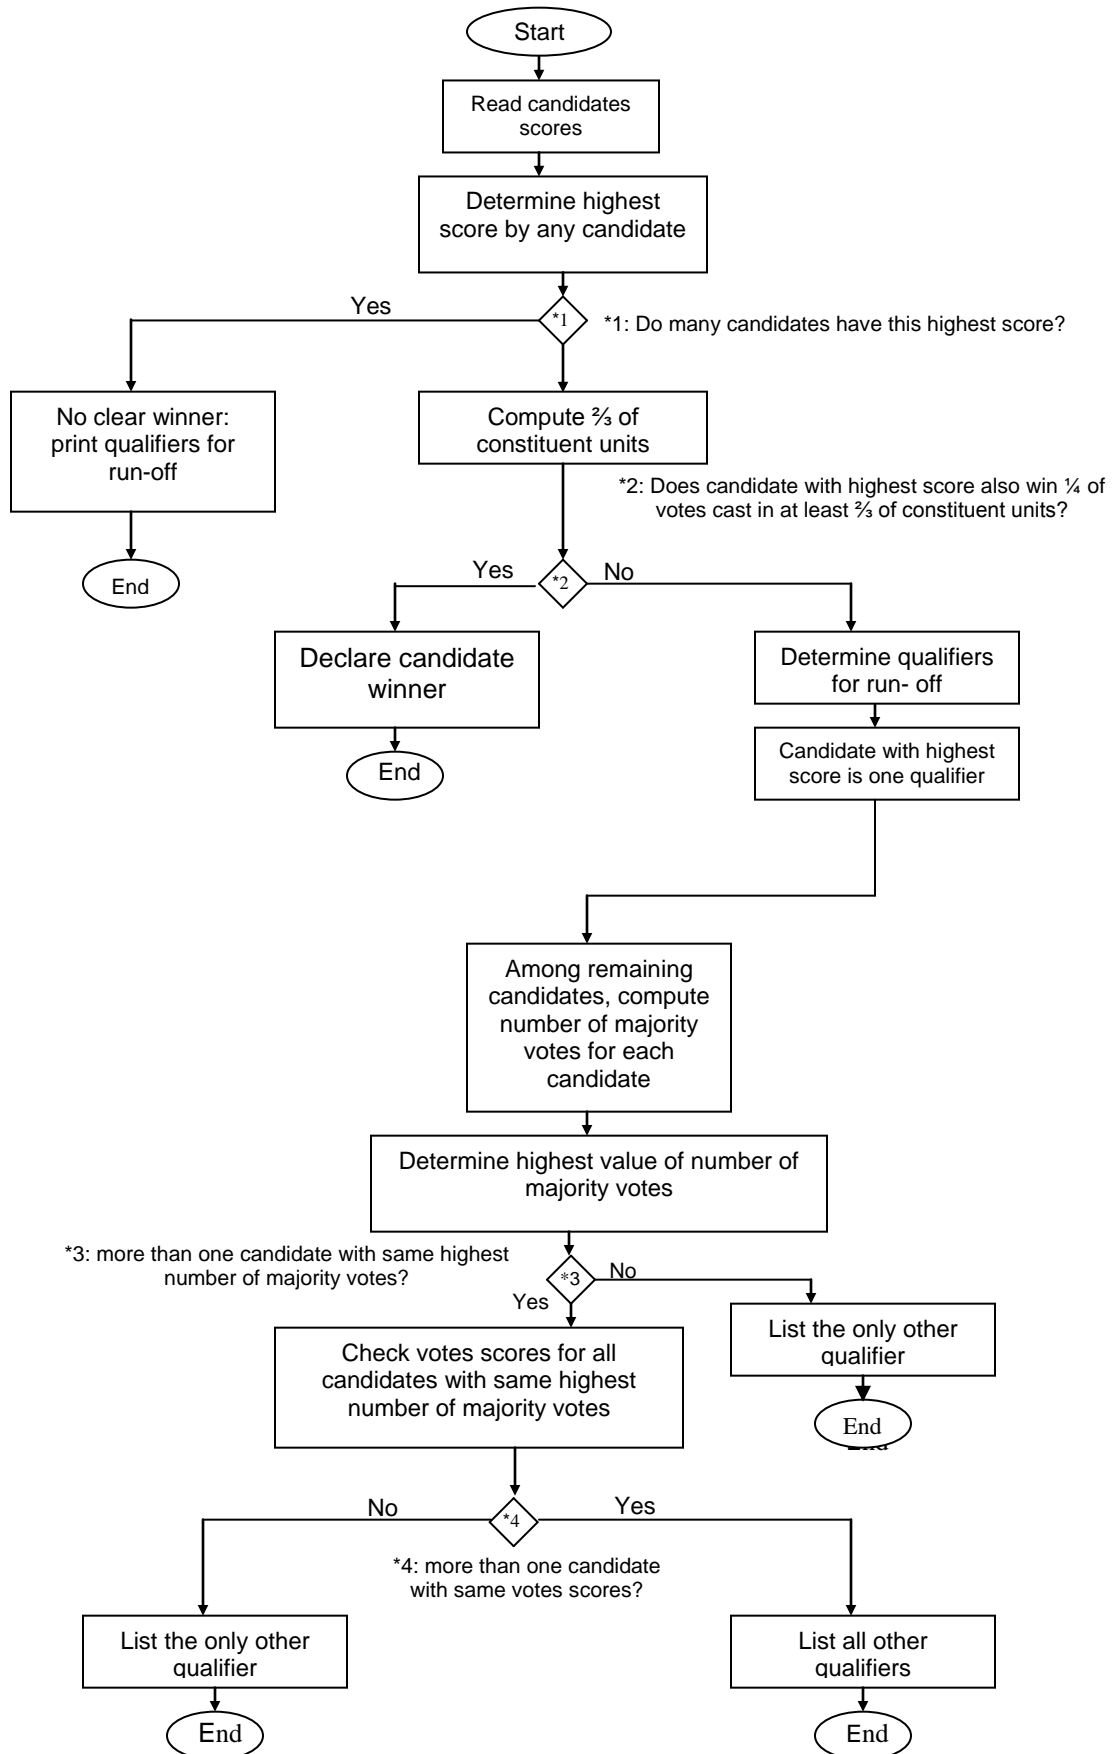 Start
Read candidates
scores
Determine highest
score by any candidate
Yes
*1
*1: Do many candidates have this highest score?
No clear winner:
print qualifiers for
run-off
Compute ⅔ of
constituent units
*2: Does candidate with highest score also win ¼ of
votes cast in at least ⅔ of constituent units?
End
Yes
*2
No
Declare candidate
winner
Determine qualifiers
for run- off
Candidate with highest
score is one qualifier
End
Among remaining
candidates, compute
number of majority
votes for each
candidate
Determine highest value of number of
majority votes
*3: more than one candidate with same highest
number of majority votes?
*3
No
Yes
List the only other
qualifier
Check votes scores for all
candidates with same highest
number of majority votes
End
End
No
*4
Yes
*4: more than one candidate
with same votes scores?
List the only other
qualifier
List all other
qualifiers
End
End